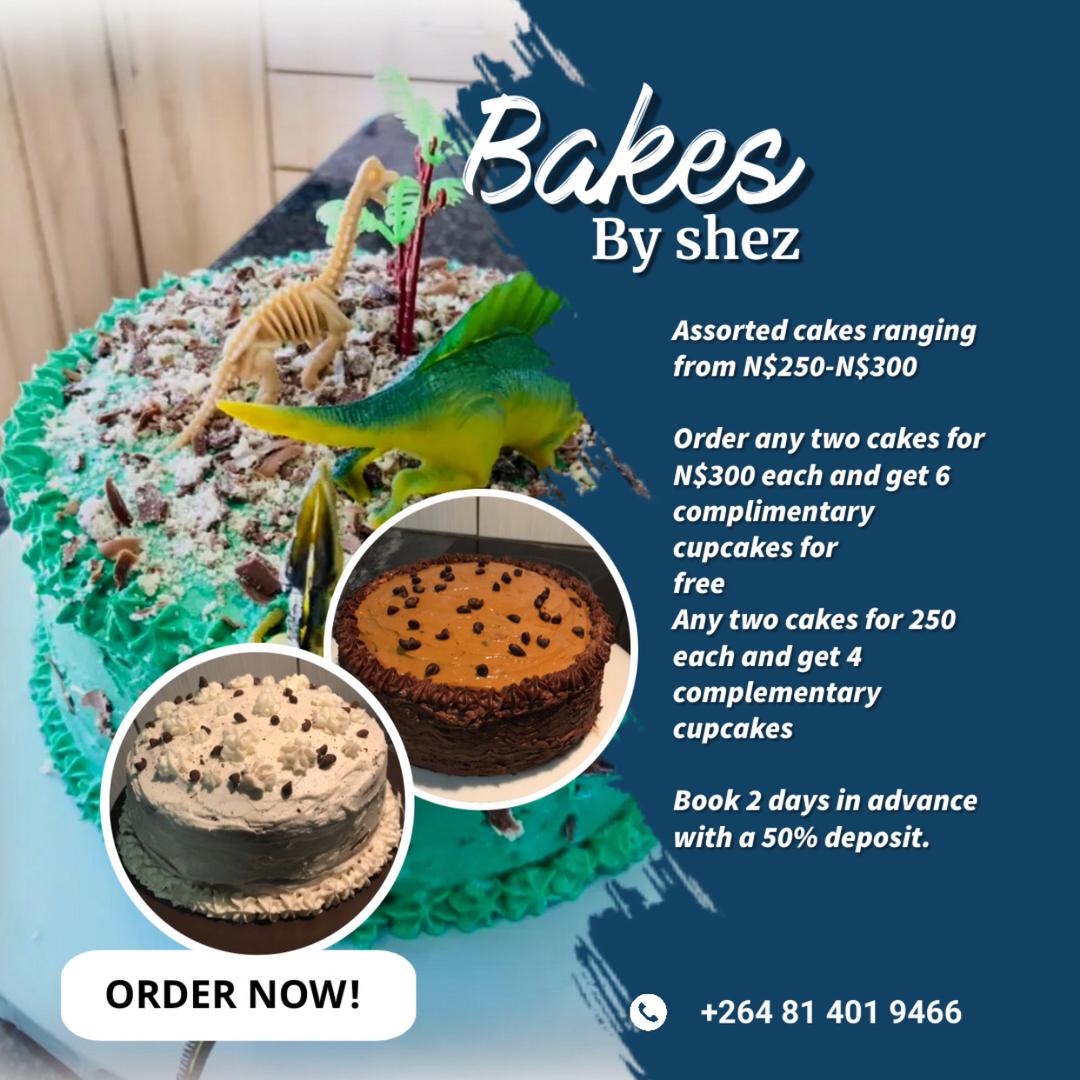 Bakes
By shez
Assorted cakes ranging
from N$250-N$300
Order any two cakes for
N$300 each and get 6
complimentary
cupcakes for
free
Any two cakes for 250
each and get 4
complementary
cupcakes
Book 2 days in advance
with a 50% deposit.
ORDER NOW!
+264 81 401 9466